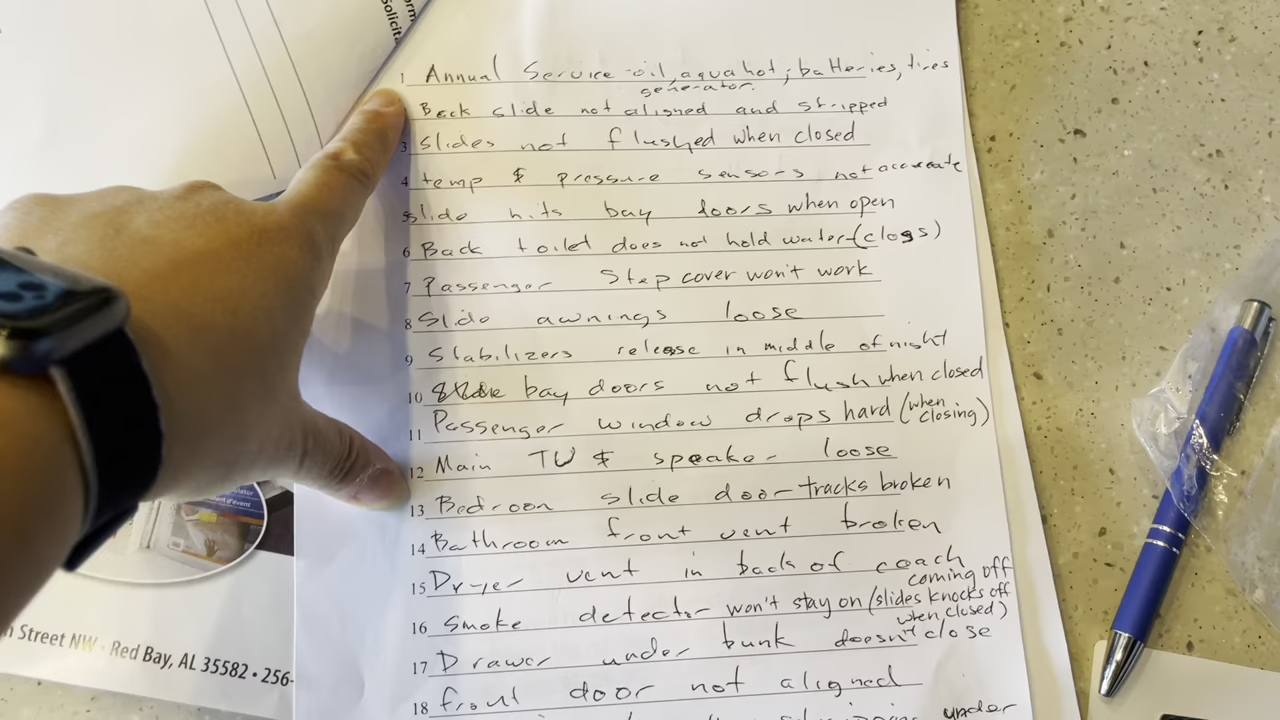 orm
Solicit
1 Annual Service oil, aquahot, batteries, tires
generator.
Back slide not aligned and stripped
3 Slides not flushed when closed
4 temp & pressure sensors not accurate
5 slide hits bay doors when open
6 Back toilet does not hold water (clogs)
7 Passenger Step cover won't work
8 Slide awnings loose
9 Stabilizers release in middle of night
10 bay doors not flush when closed
11 Passenger window drops hard (when closing)
12 Main TV & speaker loose
13 Bedroom slide door tracks broken
14 Bathroom front vent broken
15 Dryer vent in back of coach
coming off
16 Smoke detector won't stay on (slides knocks off
when closed)
17 Drawer under bunk doesn't close
18 front door not aligned
under
Street NW · Red Bay, AL 35582 • 256-